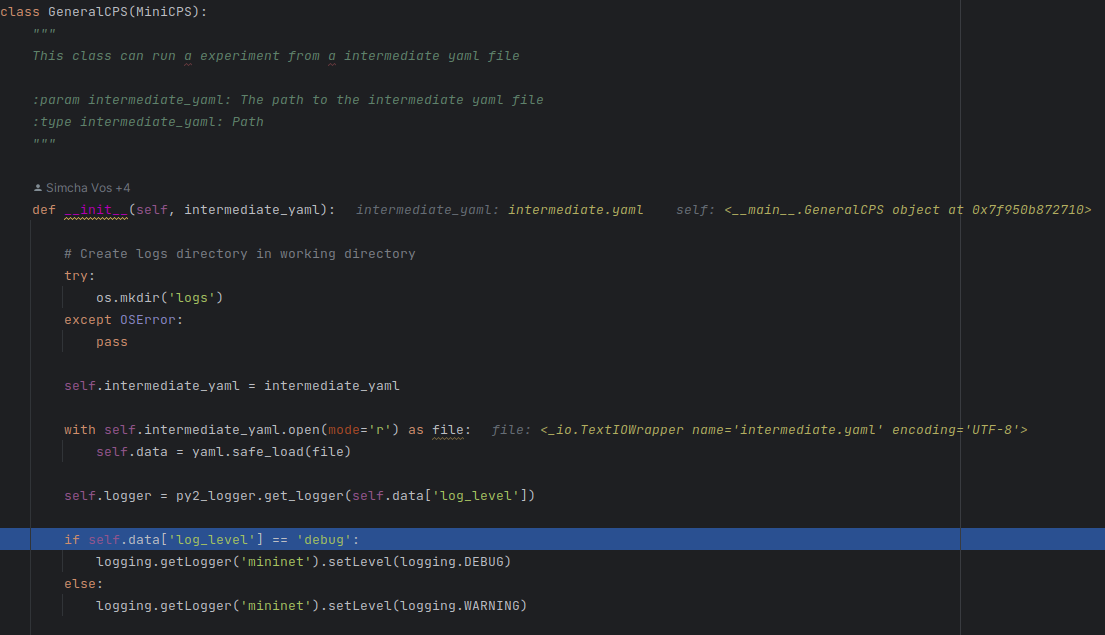 class GeneralCPS(MiniCPS):
"""
This class can run a experiment from a intermediate yaml file
:param intermediate_yaml: The path to the intermediate yaml file
:type intermediate_yaml: Path
"""
Simcha Vos +4
def __init__(self, intermediate_yaml): intermediate_yaml: intermediate.yaml self: <__main__.GeneralCPS object at 0x7f950b872710>
# Create logs directory in working directory
try:
os.mkdir('logs')
except OSError:
pass
self.intermediate_yaml = intermediate_yaml
with self.intermediate_yaml.open(mode='r') as file: file: <_io.TextIOWrapper name='intermediate.yaml' encoding='UTF-8'>
self.data = yaml.safe_load(file)
self.logger = py2_logger.get_logger(self.data['log_level'])
if self.data['log_level'] == 'debug':
logging.getLogger('mininet').setLevel(logging.DEBUG)
else:
logging.getLogger('mininet').setLevel(logging.WARNING)